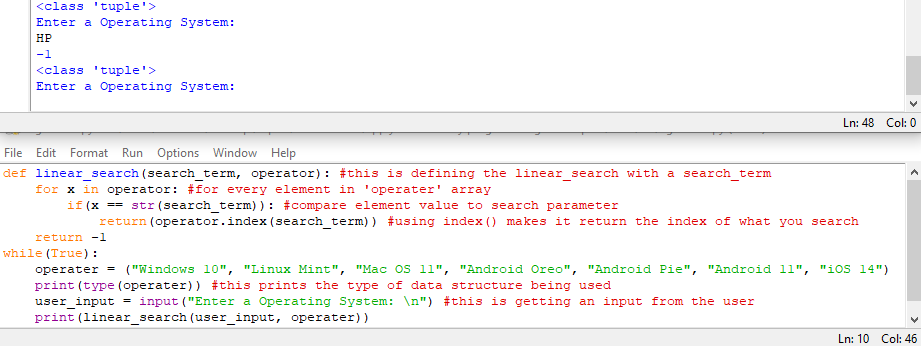 <class 'tuple'>
Enter a Operating System:
HP
-1
<class 'tuple'>
Enter a Operating System:
Ln: 48 Col: 0
File Edit Format Run Options Window Help
def linear_search(search_term, operator): #this is defining the linear_search with a search_term
    for x in operator: #for every element in 'operater' array
        if(x == str(search_term)): #compare element value to search parameter
            return(operator.index(search_term)) #using index() makes it return the index of what you search
    return -1
while(True):
    operater = ("Windows 10", "Linux Mint", "Mac OS 11", "Android Oreo", "Android Pie", "Android 11", "iOS 14")
    print(type(operater)) #this prints the type of data structure being used
    user_input = input("Enter a Operating System: \n") #this is getting an input from the user
    print(linear_search(user_input, operater))
Ln: 10 Col: 46